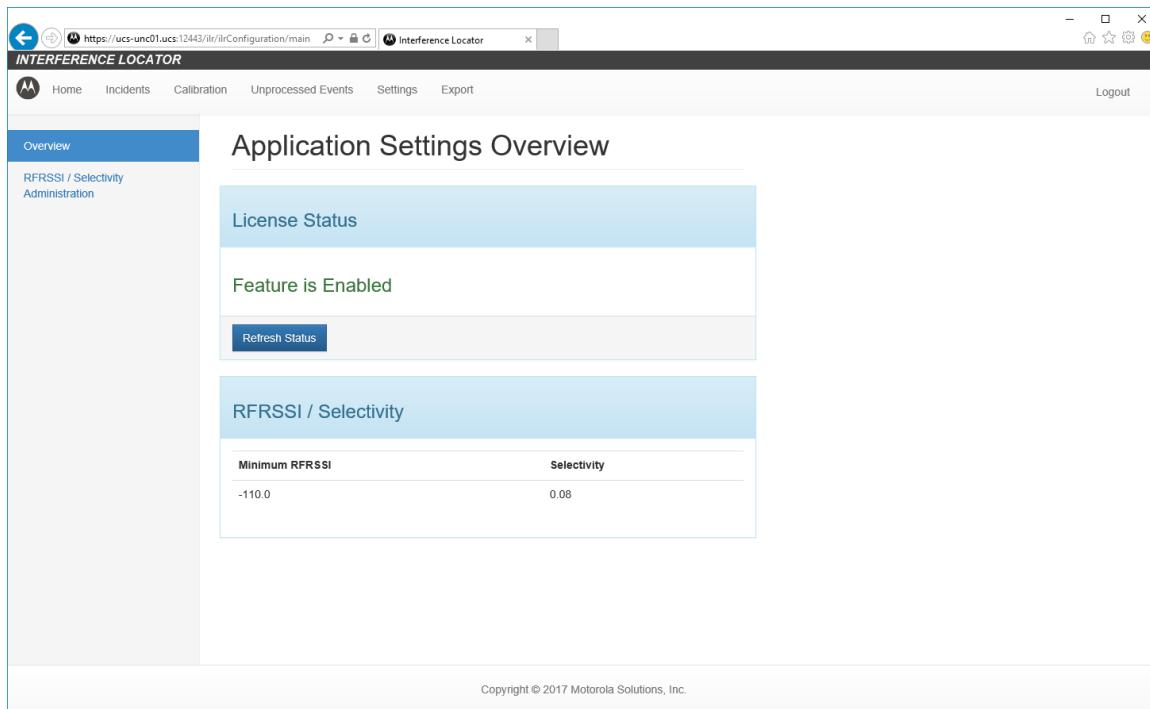 https://ucs-unc01.ucs:12443/ilr/ilrConfiguration/main
Interference Locator
INTERFERENCE LOCATOR
Home Incidents Calibration Unprocessed Events Settings Export Logout
Overview
RFRSSI / Selectivity
Administration
Application Settings Overview
License Status
Feature is Enabled
Refresh Status
RFRSSI / Selectivity
Minimum RFRSSI Selectivity
-110.0 0.08
Copyright © 2017 Motorola Solutions, Inc.